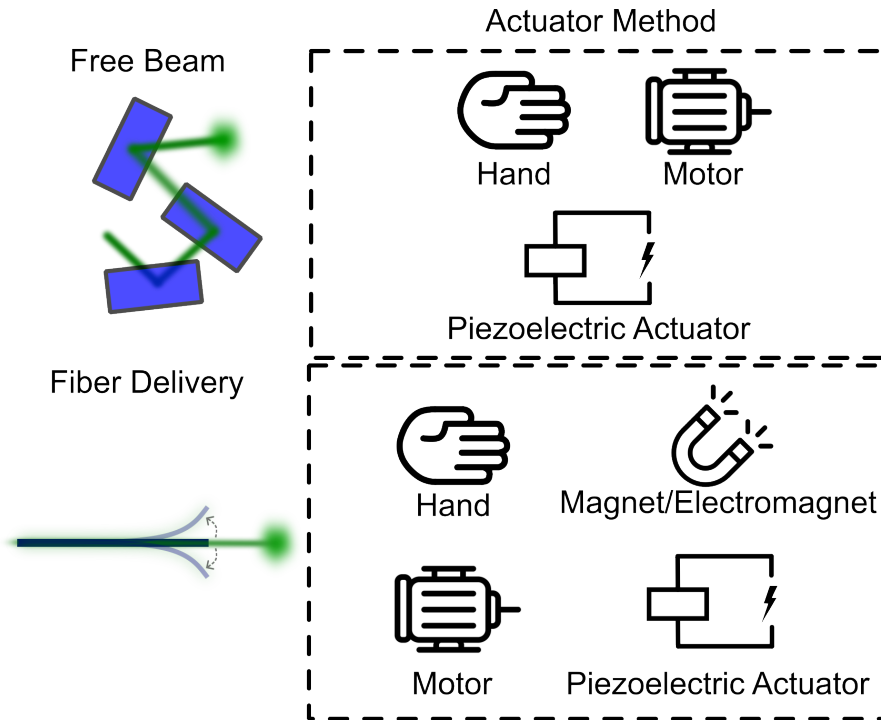 Actuator Method
Free Beam
Hand
Motor
Piezoelectric Actuator
Fiber Delivery
Hand
Magnet/Electromagnet
Motor
Piezoelectric Actuator